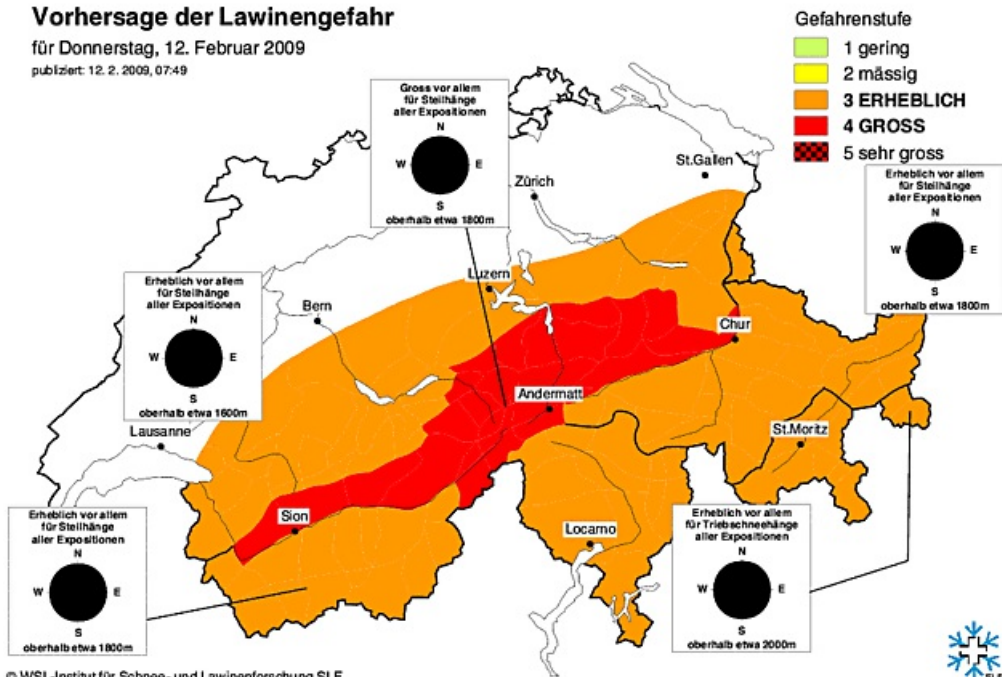 Vorhersage der Lawinengefahr
für Donnerstag, 12. Februar 2009
publiziert: 12. 2. 2009, 07:49
Gefahrenstufe
1 gering
2 mässig
3 ERHEBLICH
4 GROSS
5 sehr gross
Gross vor allem
für Steilhänge
aller Expositionen
N
W E
S
oberhalb etwa 1800m
St.Gallen
Zürich
Erheblich vor allem
für Steilhänge
aller Expositionen
N
W E
S
oberhalb etwa 1800m
Luzern
Erheblich vor allem
für Steilhänge
aller Expositionen
N
W E
S
oberhalb etwa 1600m
Bern
Chur
Andermatt
Lausanne
St.Moritz
Sion
Locarno
Erheblich vor allem
für Steilhänge
aller Expositionen
N
W E
S
oberhalb etwa 1800m
Erheblich vor allem
für Triebschneehänge
aller Expositionen
N
W E
S
oberhalb etwa 2000m
© WSL-Institut für Schnee- und Lawinenforschung SLF
SLF